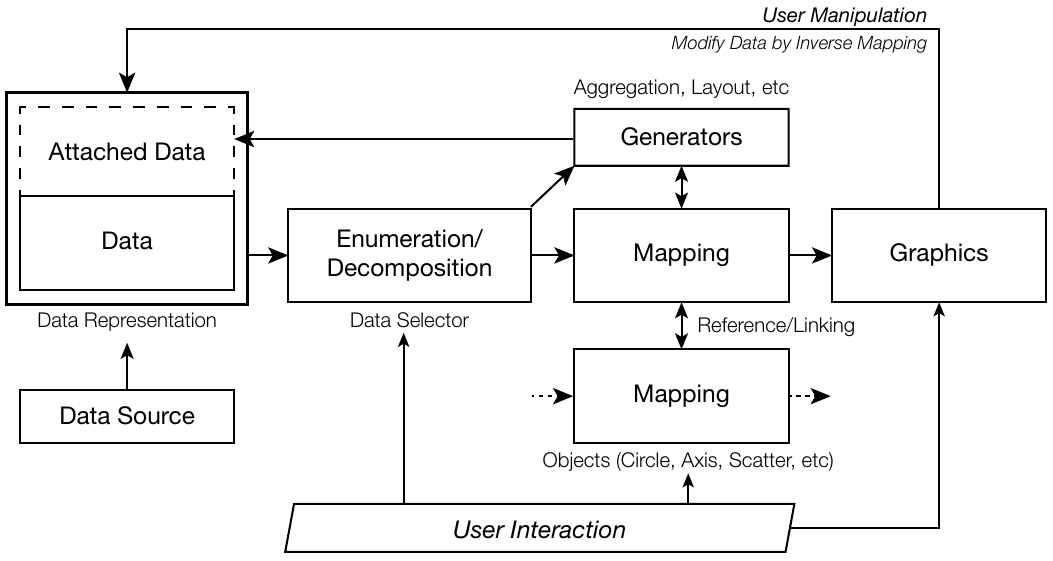 User Manipulation
Modify Data by Inverse Mapping
Aggregation, Layout, etc
Generators
Attached Data
Data
Enumeration/
Decomposition
Mapping
Graphics
Data Representation
Data Selector
Reference/Linking
Data Source
Mapping
Objects (Circle, Axis, Scatter, etc)
User Interaction